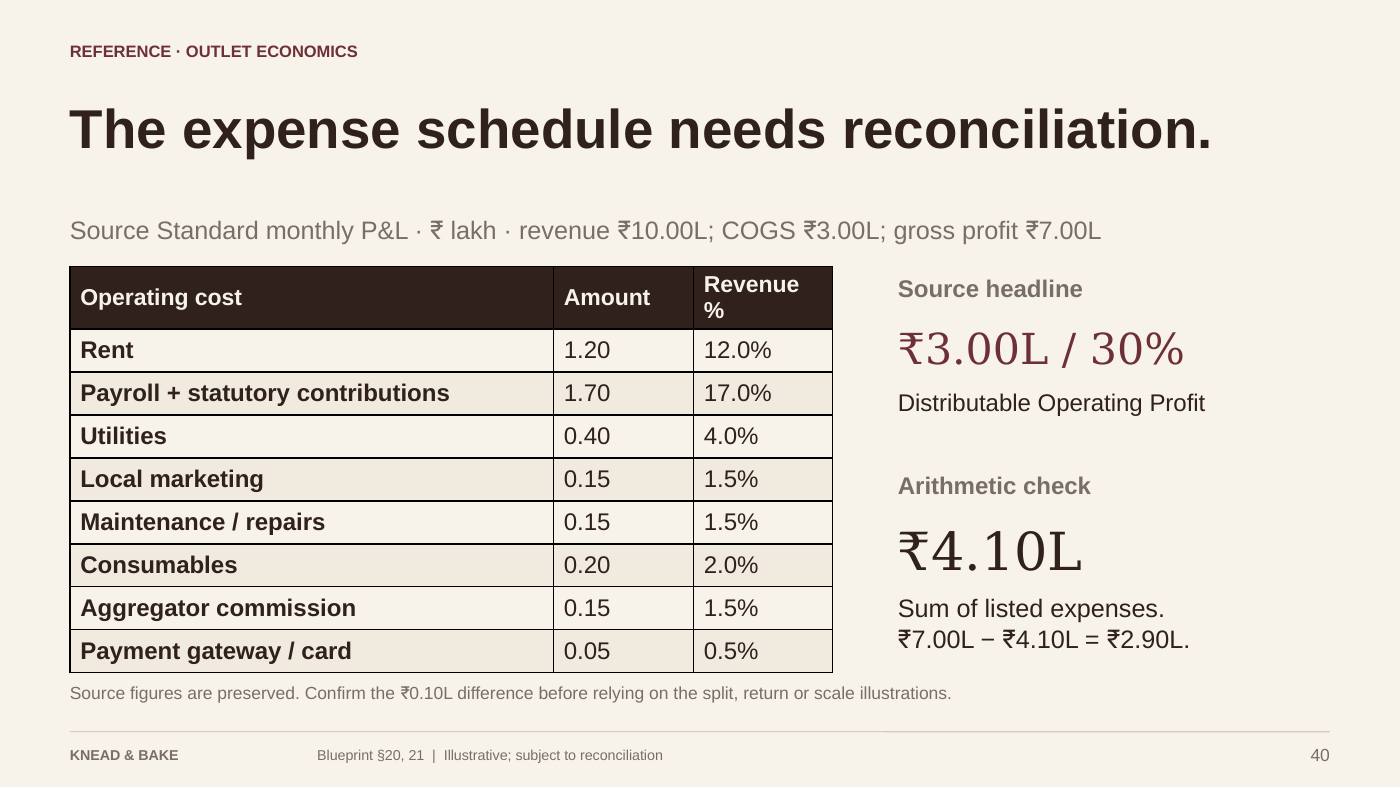 REFERENCE · OUTLET ECONOMICS
The expense schedule needs reconciliation.
Source Standard monthly P&L · ₹ lakh · revenue ₹10.00L; COGS ₹3.00L; gross profit ₹7.00L
Operating cost Amount Revenue %
Rent 1.20 12.0%
Payroll + statutory contributions 1.70 17.0%
Utilities 0.40 4.0%
Local marketing 0.15 1.5%
Maintenance / repairs 0.15 1.5%
Consumables 0.20 2.0%
Aggregator commission 0.15 1.5%
Payment gateway / card 0.05 0.5%
Source headline
₹3.00L / 30%
Distributable Operating Profit
Arithmetic check
₹4.10L
Sum of listed expenses.
₹7.00L − ₹4.10L = ₹2.90L.
Source figures are preserved. Confirm the ₹0.10L difference before relying on the split, return or scale illustrations.
KNEAD & BAKE Blueprint §20, 21 | Illustrative; subject to reconciliation 40